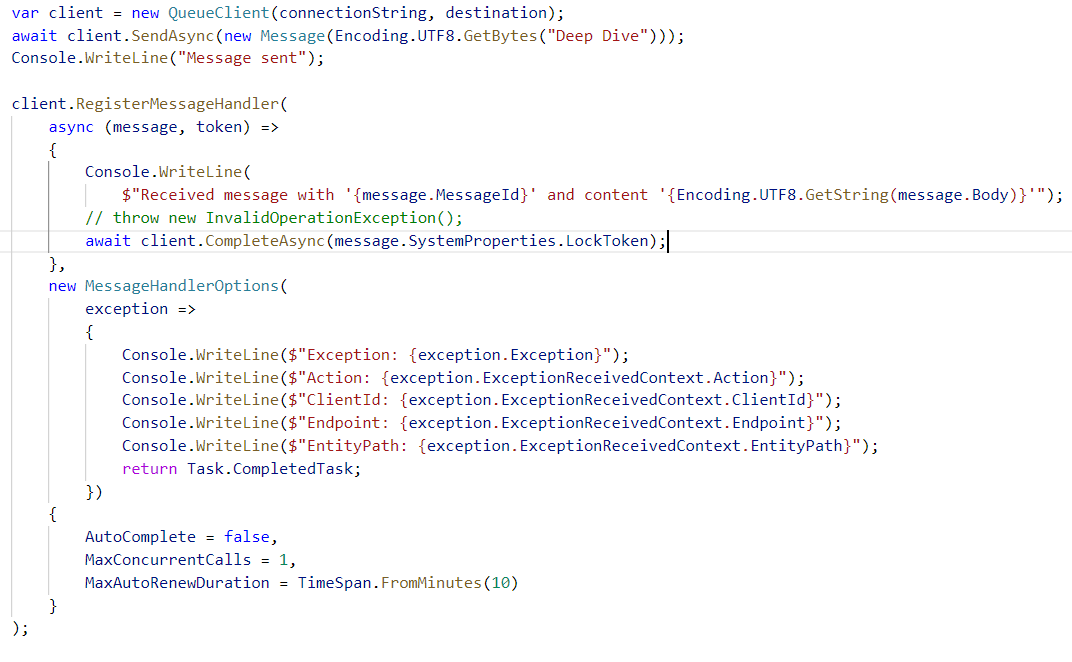 var client = new QueueClient(connectionString, destination);
await client.SendAsync(new Message(Encoding.UTF8.GetBytes("Deep Dive")));
Console.WriteLine("Message sent");

client.RegisterMessageHandler(
    async (message, token) =>
    {
        Console.WriteLine(
            $"Received message with '{message.MessageId}' and content '{Encoding.UTF8.GetString(message.Body)}'");
        // throw new InvalidOperationException();
        await client.CompleteAsync(message.SystemProperties.LockToken);
    },
    new MessageHandlerOptions(
        exception =>
        {
            Console.WriteLine($"Exception: {exception.Exception}");
            Console.WriteLine($"Action: {exception.ExceptionReceivedContext.Action}");
            Console.WriteLine($"ClientId: {exception.ExceptionReceivedContext.ClientId}");
            Console.WriteLine($"Endpoint: {exception.ExceptionReceivedContext.Endpoint}");
            Console.WriteLine($"EntityPath: {exception.ExceptionReceivedContext.EntityPath}");
            return Task.CompletedTask;
        })
    {
        AutoComplete = false,
        MaxConcurrentCalls = 1,
        MaxAutoRenewDuration = TimeSpan.FromMinutes(10)
    }
);